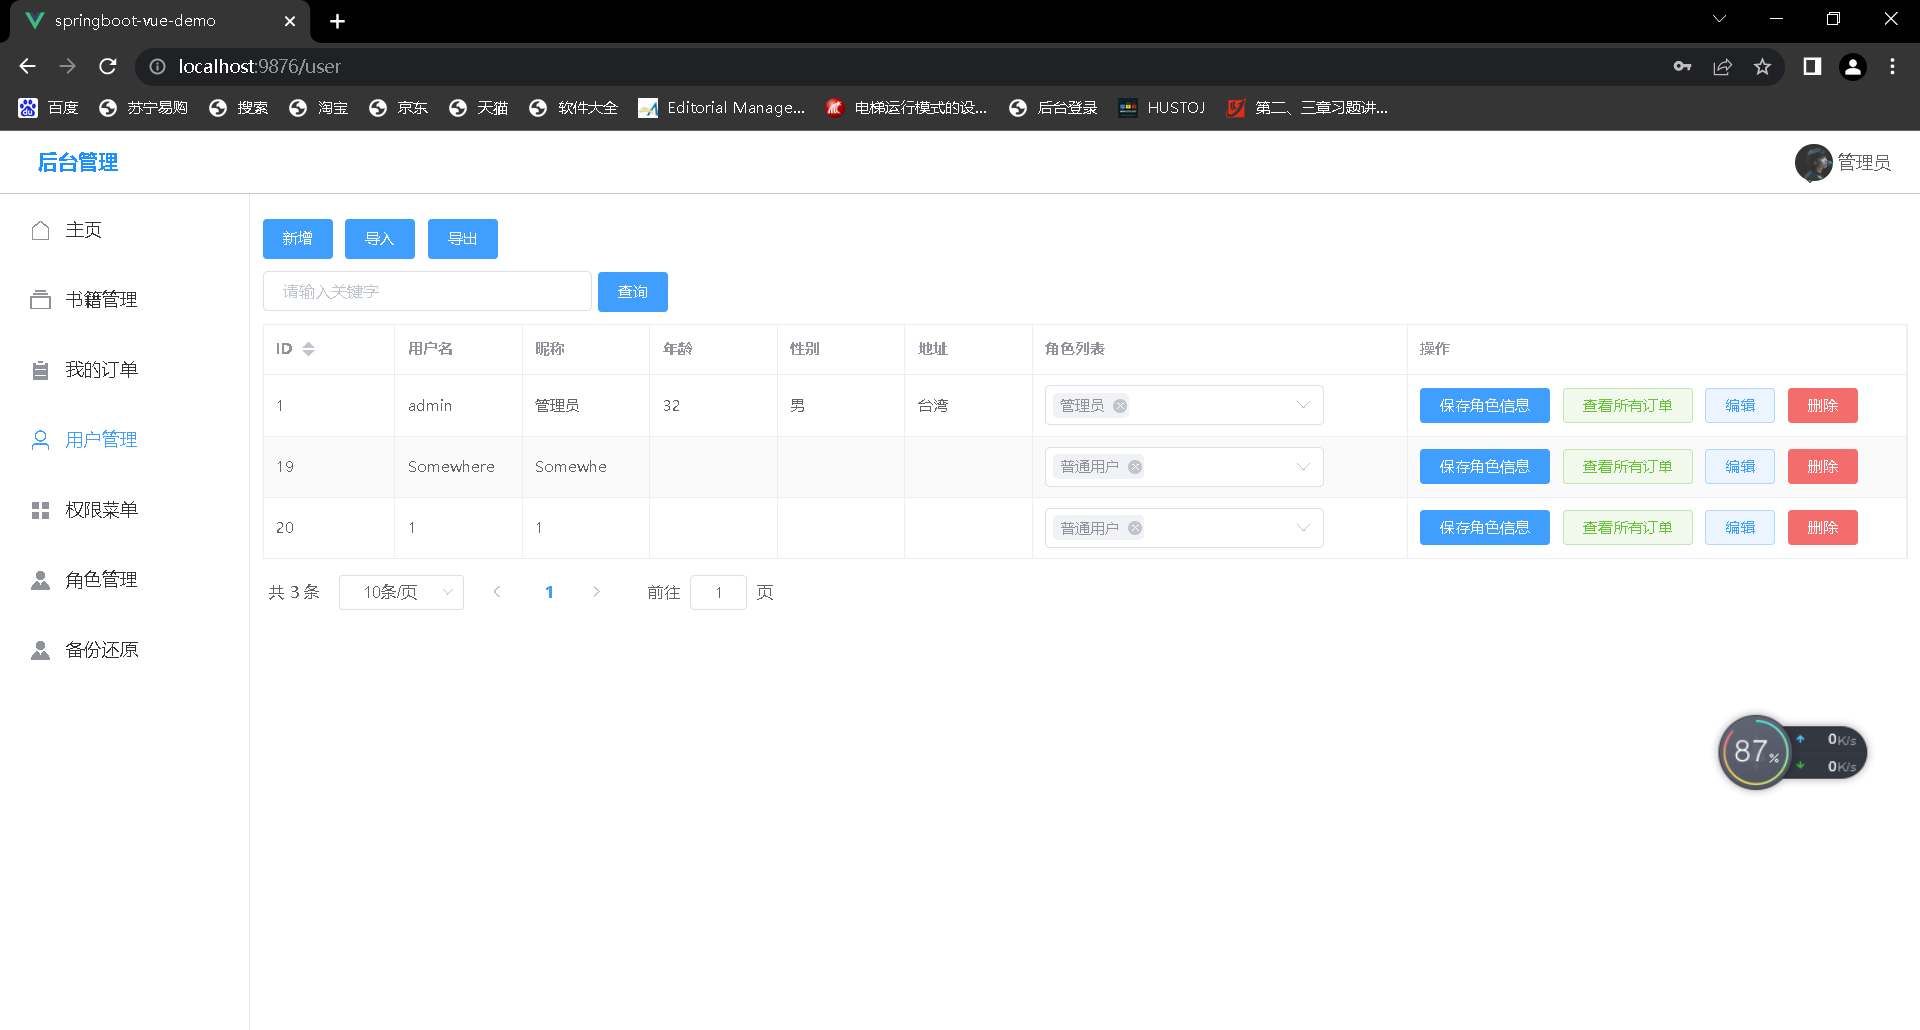 springboot-vue-demo
localhost:9876/user
百度 苏宁易购 搜索 淘宝 京东 天猫 软件大全 Editorial Manage... 电梯运行模式的设... 后台登录 HUSTOJ 第二、三章习题讲...
后台管理 管理员
主页
书籍管理
我的订单
用户管理
权限菜单
角色管理
备份还原
新增 导入 导出
请输入关键字 查询
ID 用户名 昵称 年龄 性别 地址 角色列表 操作
1 admin 管理员 32 男 台湾 管理员 保存角色信息 查看所有订单 编辑 删除
19 Somewhere Somewhe 普通用户 保存角色信息 查看所有订单 编辑 删除
20 1 1 普通用户 保存角色信息 查看所有订单 编辑 删除
共 3 条 10条/页 1 前往 1 页
87% 0K/s
0K/s